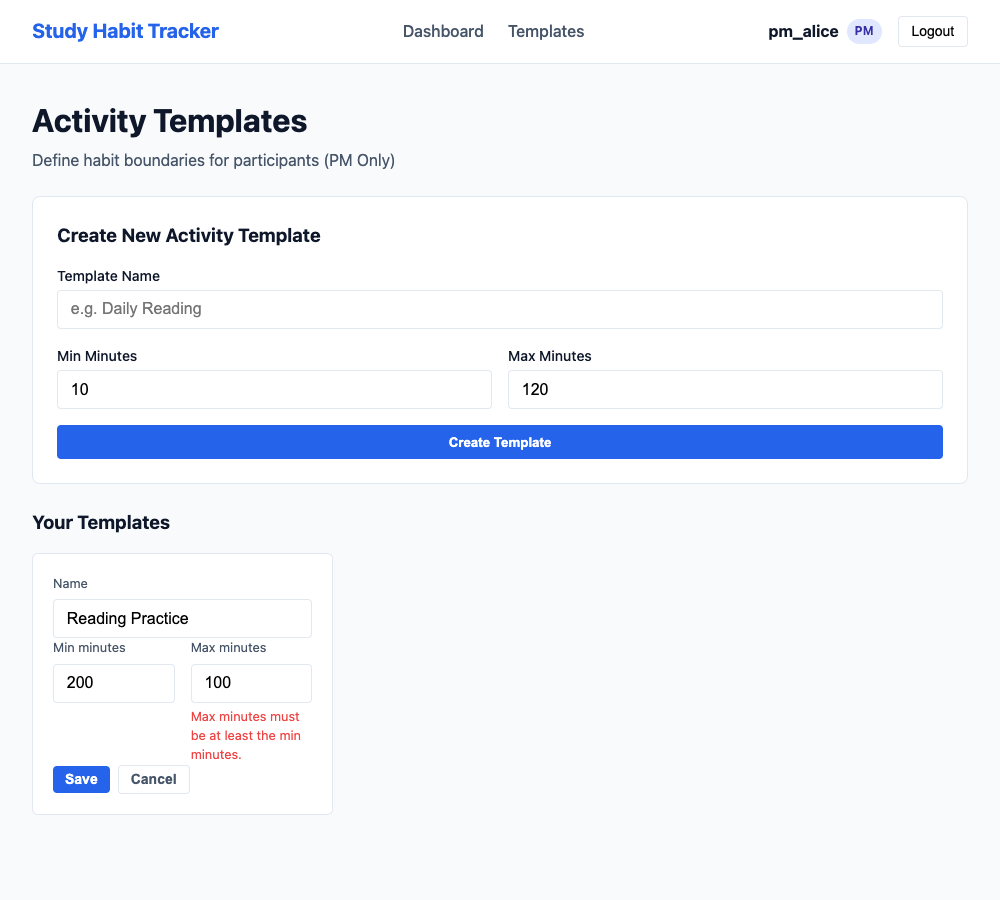 Study Habit Tracker
Dashboard
Templates
pm_alice
PM
Logout
Activity Templates
Define habit boundaries for participants (PM Only)
Create New Activity Template
Template Name
e.g. Daily Reading
Min Minutes
Max Minutes
10
120
Create Template
Your Templates
Name
Reading Practice
Min minutes
Max minutes
200
100
Max minutes must
be at least the min
minutes.
Save
Cancel